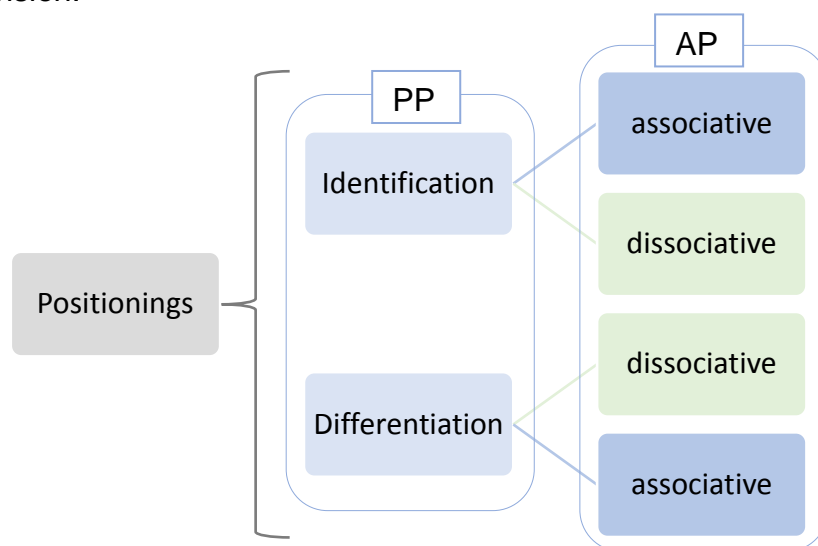 AP
PP
associative
Identification
dissociative
Positionings
dissociative
Differentiation
associative